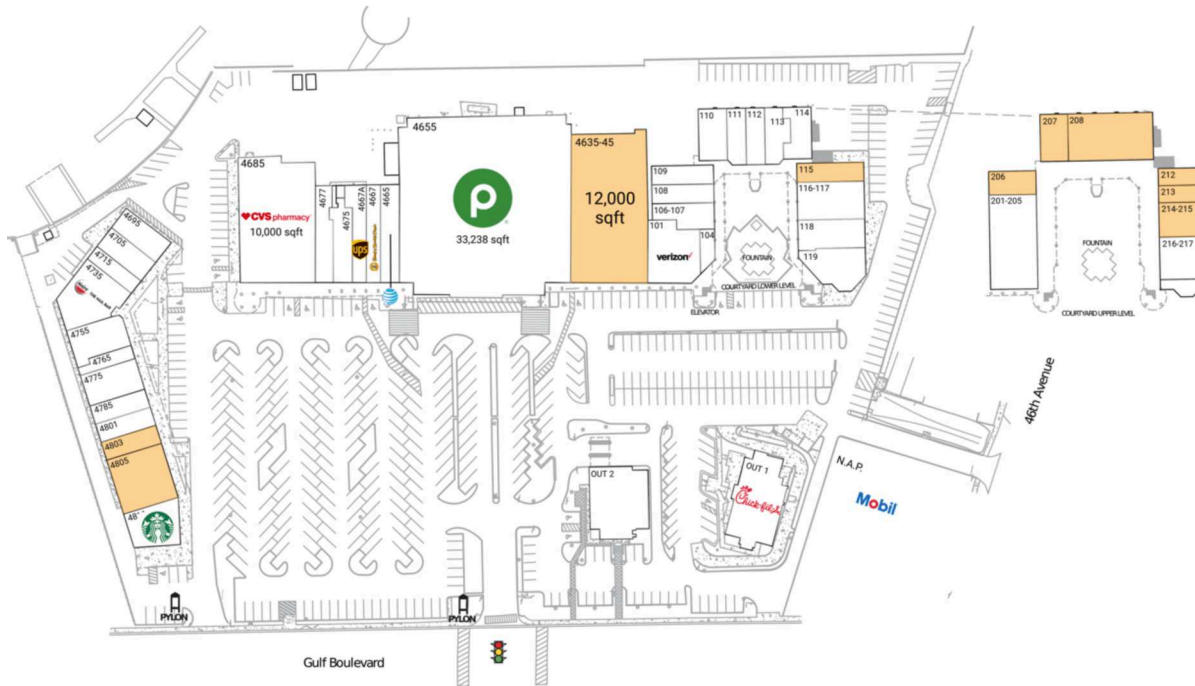 4655
4635-45
12,000
sqft
33,238 sqft
4685
CVS pharmacy
10,000 sqft
4677
4675
4667A
4667
4665
ups
4695
4705
4715
4735
4755
4765
4775
4785
4801
4803
4805
48
110
111
112
113
114
109
108
106-107
101
104
verizon
115
116-117
118
119
FOUNTAIN
COURTYARD LOWER LEVEL
ELEVATOR
207
208
206
201-205
212
213
214-215
216-217
FOUNTAIN
COURTYARD UPPER LEVEL
46th Avenue
OUT 2
OUT 1
Chick-fil-A
N.A.P.
Mobil
PYLON
PYLON
Gulf Boulevard